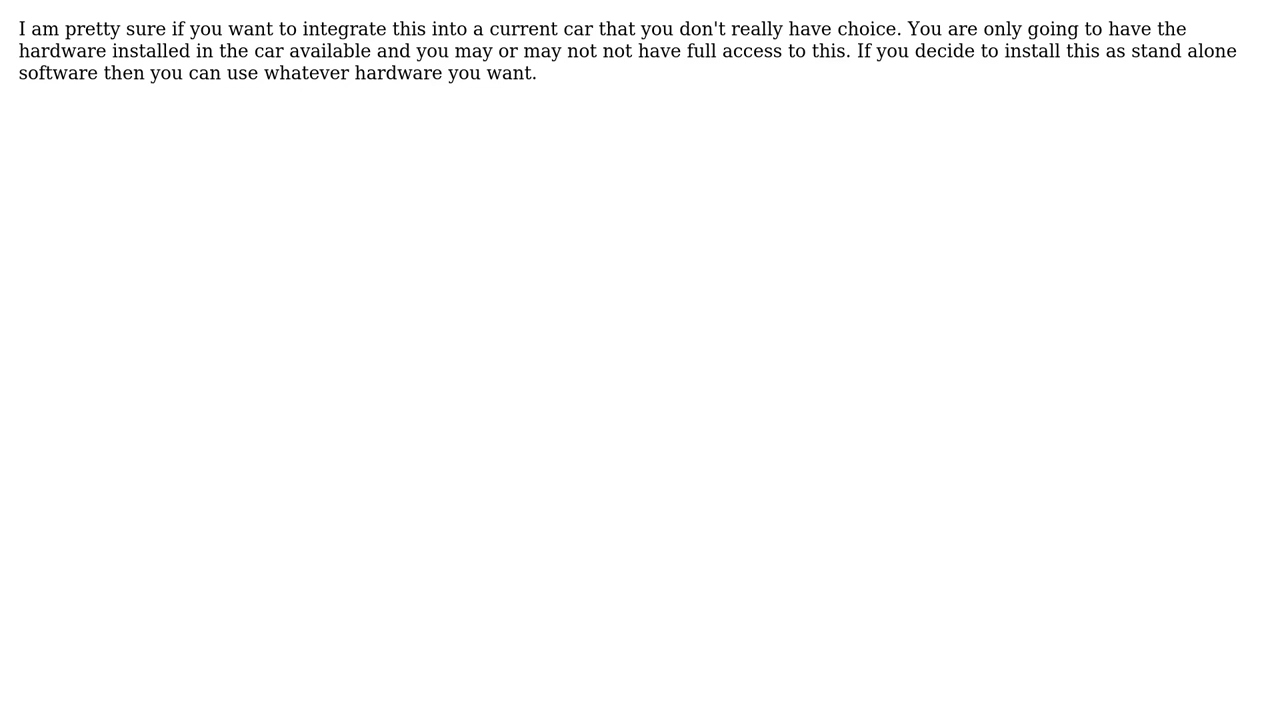 I am pretty sure if you want to integrate this into a current car that you don't really have choice. You are only going to have the
hardware installed in the car available and you may or may not not have full access to this. If you decide to install this as stand alone
software then you can use whatever hardware you want.